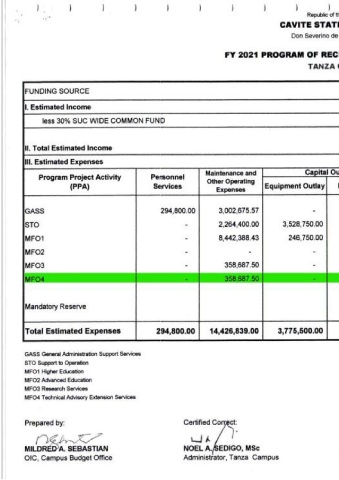 Republic of th
CAVITE STAT
Don Severino de
FY 2021 PROGRAM OF REC
TANZA
FUNDING SOURCE
I. Estimated Income
less 30% SUC WIDE COMMON FUND
II. Total Estimated Income
III. Estimated Expenses
Program Project Activity (PPA) Personnel Services Maintenance and Other Operating Expenses Capital Ou
Equipment Outlay
GASS 294,800.00 3,002,675.57 -
STO - 2,264,400.00 3,528,750.00
MFO1 - 8,442,388.43 246,750.00
MFO2 - - -
MFO3 - 358,687.50 -
MFO4 - 358,687.50 -
Mandatory Reserve
Total Estimated Expenses 294,800.00 14,426,839.00 3,775,500.00
GASS General Administration Support Services
STO Support to Operation
MFO1 Higher Education
MFO2 Advanced Education
MFO3 Research Services
MFO4 Technical Advisory Extension Services
Prepared by: Certified Correct:
MILDRED A. SEBASTIAN NOEL A. SEDIGO, MSc
OIC, Campus Budget Office Administrator, Tanza Campus